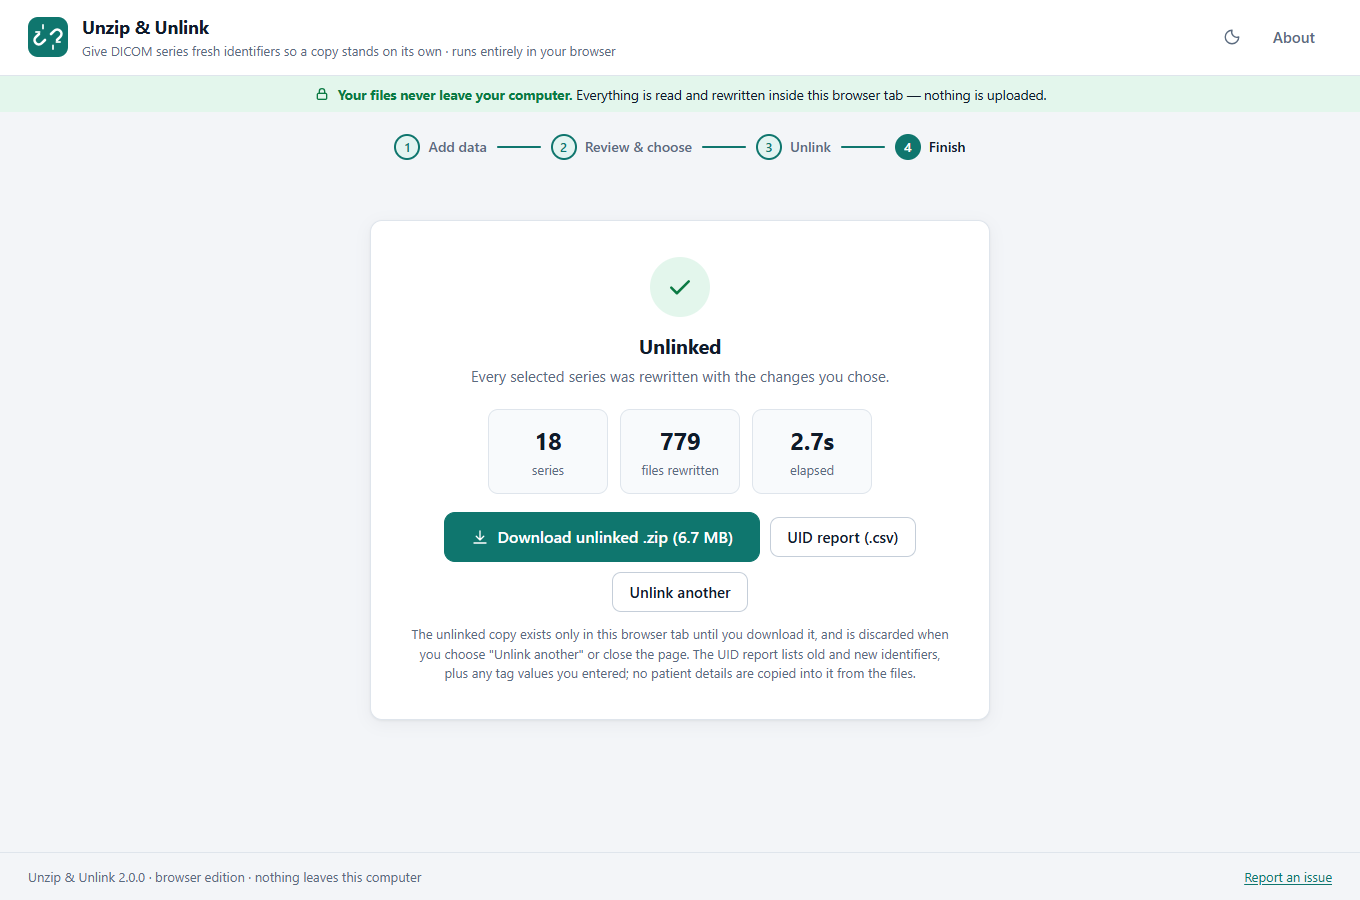 Unzip & Unlink
Give DICOM series fresh identifiers so a copy stands on its own · runs entirely in your browser
About
Your files never leave your computer. Everything is read and rewritten inside this browser tab — nothing is uploaded.
1 Add data 2 Review & choose 3 Unlink 4 Finish
Unlinked
Every selected series was rewritten with the changes you chose.
18 779 2.7s
series files rewritten elapsed
Download unlinked .zip (6.7 MB) UID report (.csv)
Unlink another
The unlinked copy exists only in this browser tab until you download it, and is discarded when
you choose "Unlink another" or close the page. The UID report lists old and new identifiers,
plus any tag values you entered; no patient details are copied into it from the files.
Unzip & Unlink 2.0.0 · browser edition · nothing leaves this computer
Report an issue